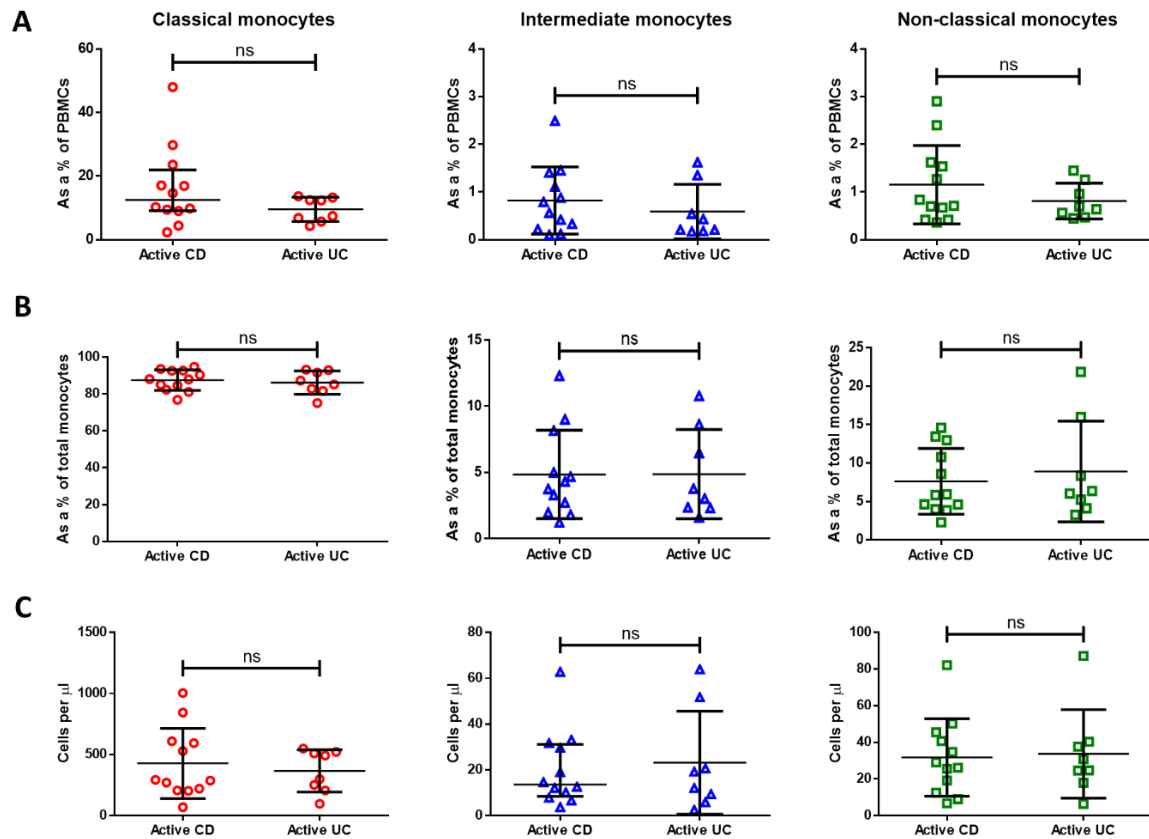 A
Classical monocytes
Intermediate monocytes
Non-classical monocytes
As a % of PBMCs
60
40
20
0
ns
Active CD
Active UC
As a % of PBMCs
4
3
2
1
0
ns
Active CD
Active UC
As a % of PBMCs
4
3
2
1
0
ns
Active CD
Active UC
B
As a % of total monocytes
100
80
60
40
20
0
ns
Active CD
Active UC
As a % of total monocytes
15
10
5
0
ns
Active CD
Active UC
As a % of total monocytes
25
20
15
10
5
0
ns
Active CD
Active UC
C
Cells per µl
1500
1000
500
0
ns
Active CD
Active UC
Cells per µl
80
60
40
20
0
ns
Active CD
Active UC
Cells per µl
100
80
60
40
20
0
ns
Active CD
Active UC